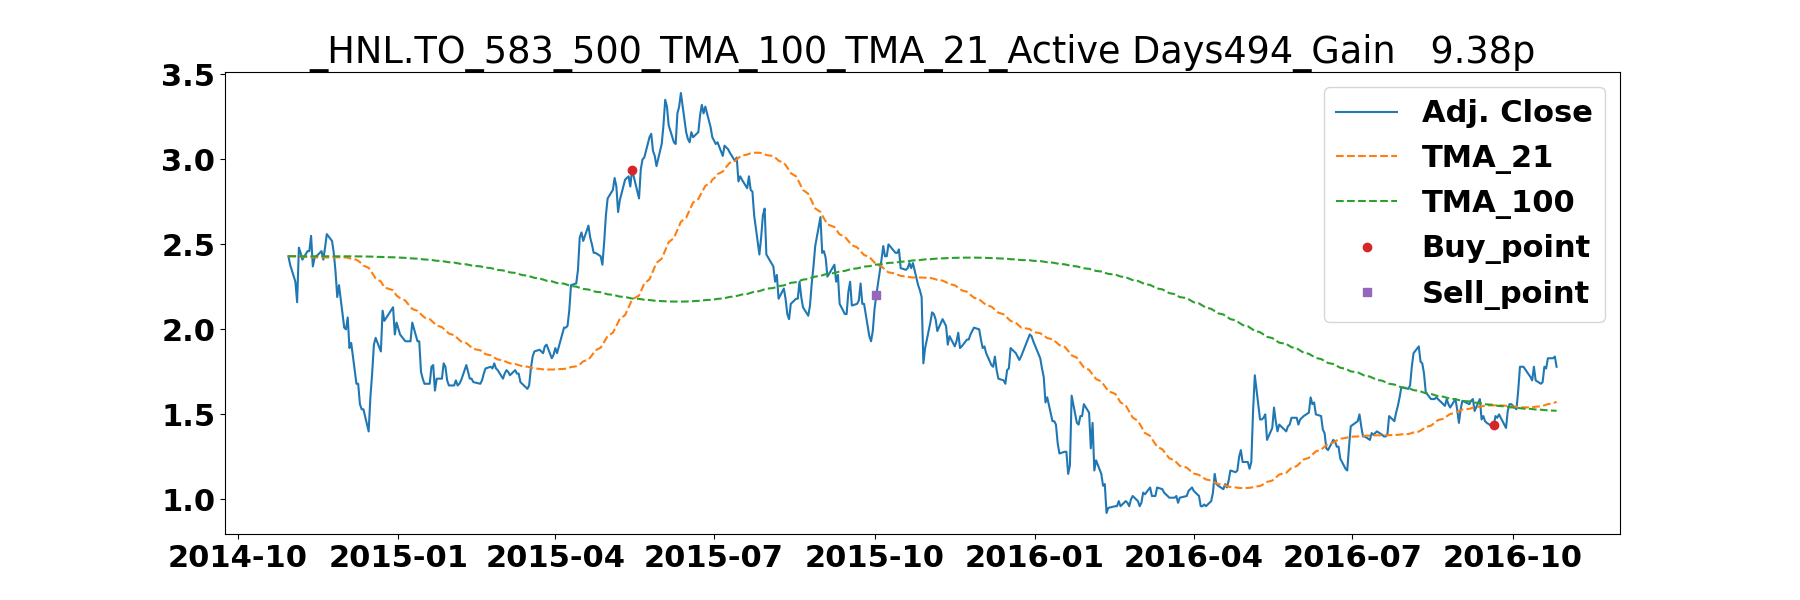 _HNL.TO_583_500_TMA_100_TMA_21_Active Days494_Gain   9.38p
3.5
3.0
2.5
2.0
1.5
1.0
Adj. Close
TMA_21
TMA_100
Buy_point
Sell_point
2014-10 2015-01 2015-04 2015-07 2015-10 2016-01 2016-04 2016-07 2016-10